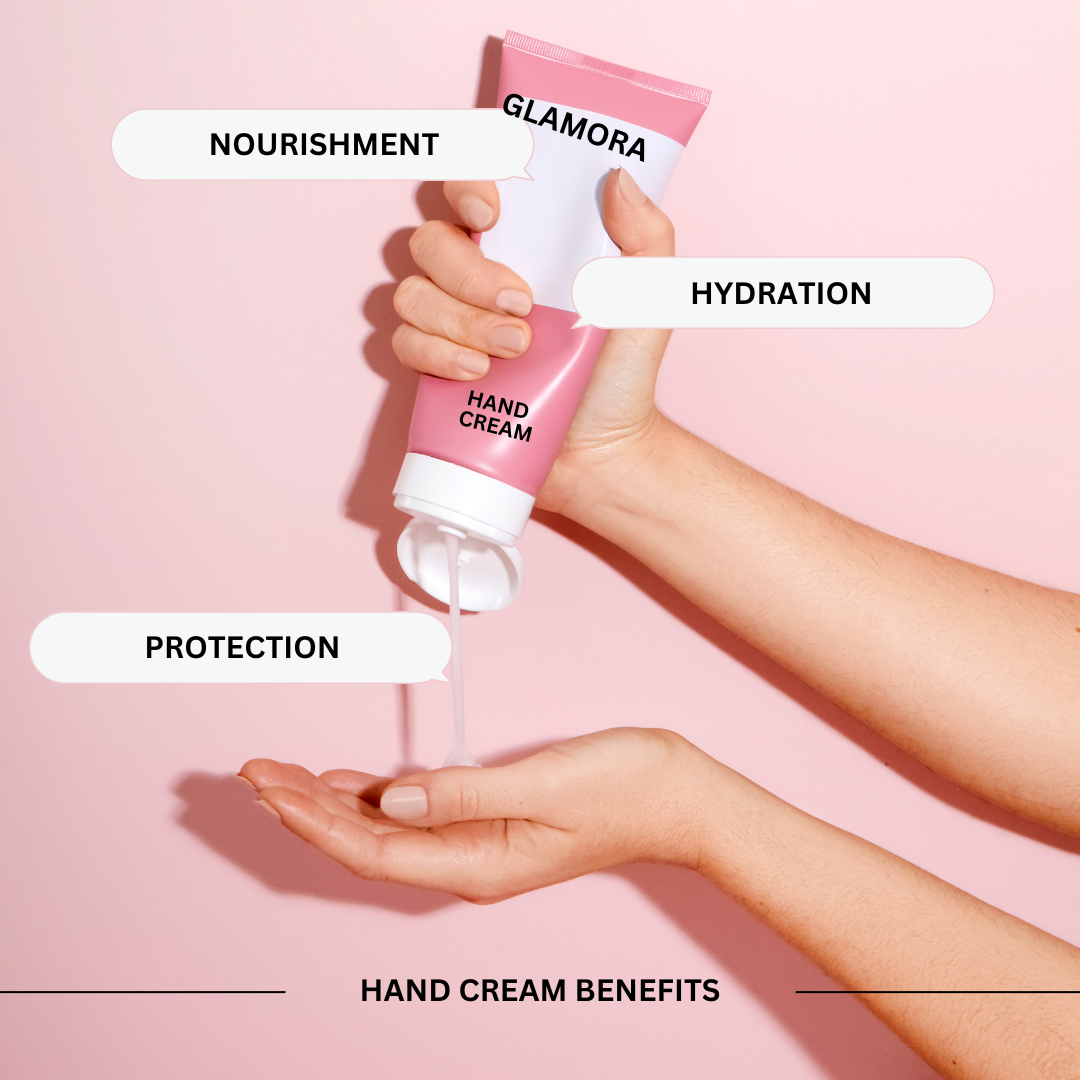 GLAMORA
NOURISHMENT
HYDRATION
HAND
CREAM
PROTECTION
HAND CREAM BENEFITS